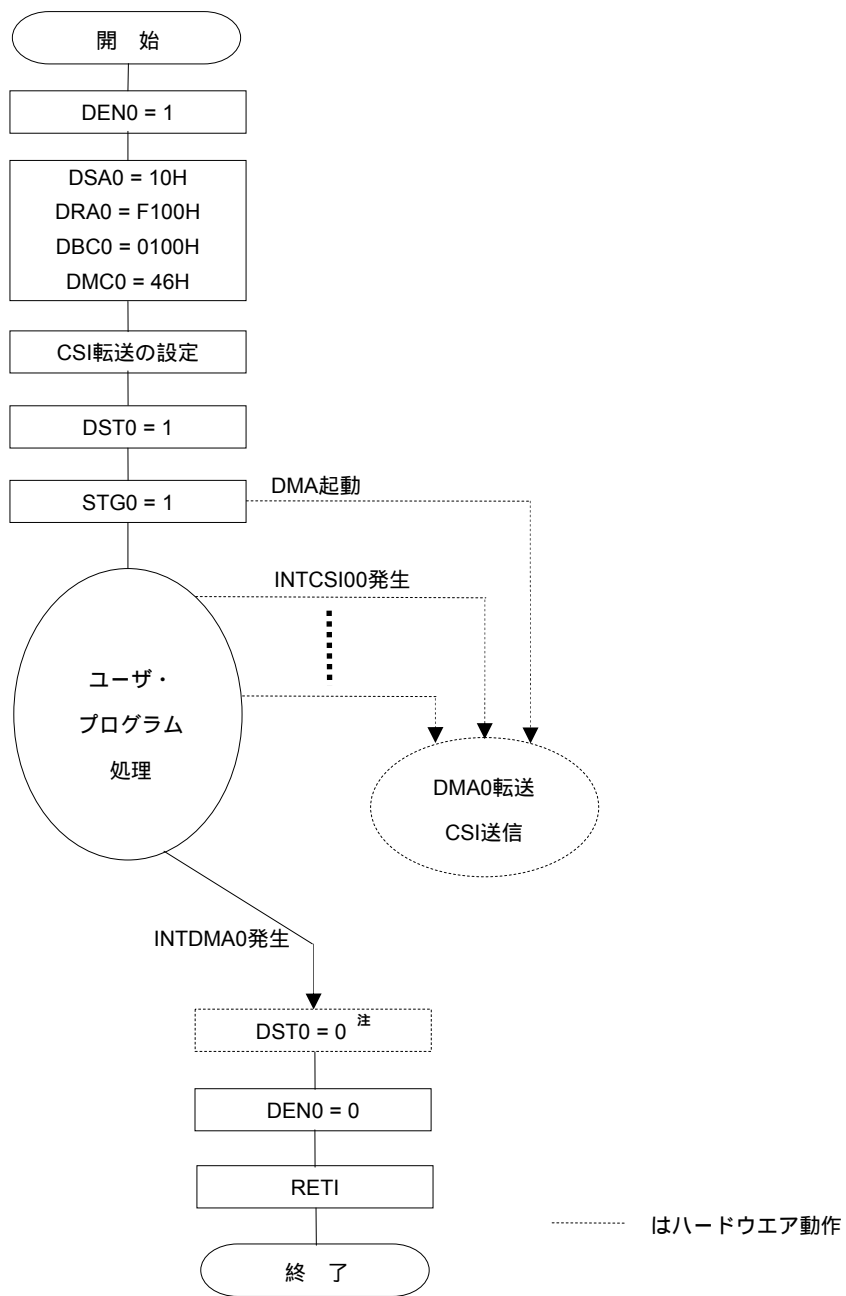 開 始
DEN0 = 1
DSA0 = 10H
DRA0 = F100H
DBC0 = 0100H
DMC0 = 46H
CSI転送の設定
DST0 = 1
STG0 = 1
DMA起動
INTCSI00発生
ユーザ・
プログラム
処理
DMA0転送
CSI送信
INTDMA0発生
DST0 = 0 注
DEN0 = 0
RETI
はハードウエア動作
終 了